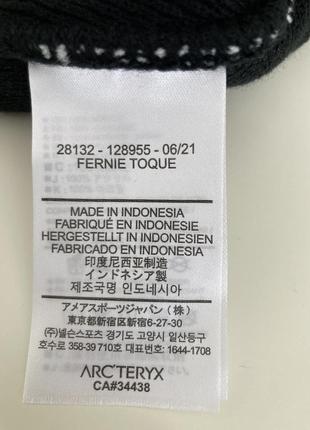 28132 - 128955 - 06/21
FERNIE TOQUE
MADE IN INDONESIA
FABRIQUÉ EN INDONÉSIE
HERGESTELLT IN INDONESIEN
FABRICADO EN INDONESIA
印度尼西亚制造
インドネシア製
제조국명 인도네시아
アメアスポーツジャパン(株)
東京都新宿区新宿6-27-30
(주)넬슨스포츠 경기도 고양시 일산동구
호수로 358-39 710호 대표번호: 1644-1708
ARC'TERYX
CA#34438